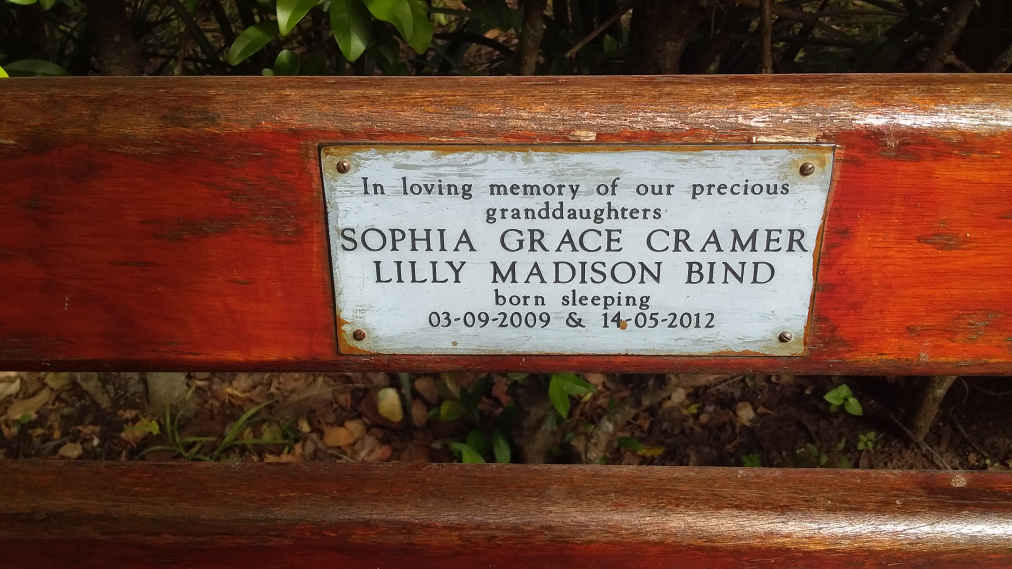 In loving memory of our precious
granddaughters
SOPHIA GRACE CRAMER
LILLY MADISON BIND
born sleeping
03-09-2009 & 14-05-2012